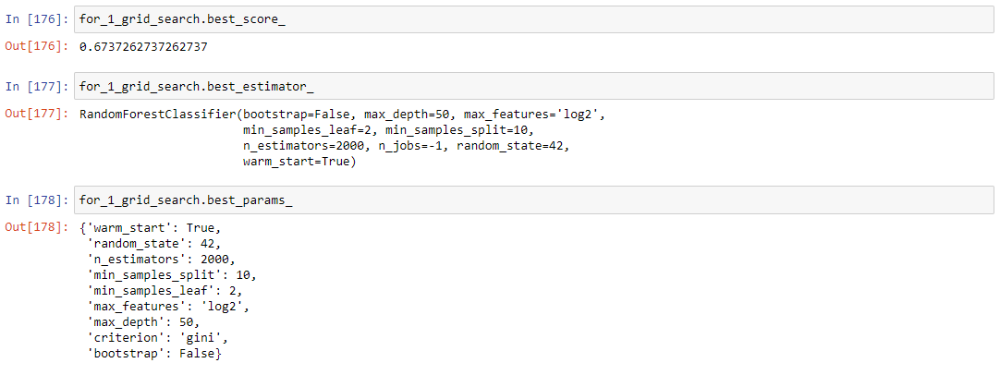 In [176]: for_1_grid_search.best_score_
Out[176]: 0.6737262737262737
In [177]: for_1_grid_search.best_estimator_
Out[177]: RandomForestClassifier(bootstrap=False, max_depth=50, max_features='log2',
min_samples_leaf=2, min_samples_split=10,
n_estimators=2000, n_jobs=-1, random_state=42,
warm_start=True)
In [178]: for_1_grid_search.best_params_
Out[178]: {'warm_start': True,
'random_state': 42,
'n_estimators': 2000,
'min_samples_split': 10,
'min_samples_leaf': 2,
'max_features': 'log2',
'max_depth': 50,
'criterion': 'gini',
'bootstrap': False}